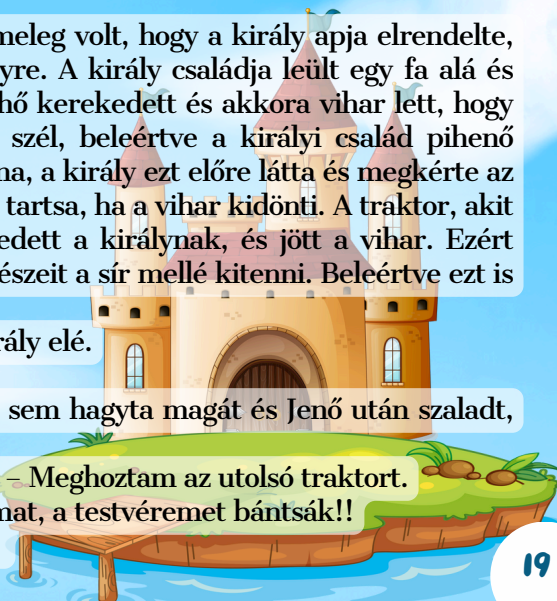 meleg volt, hogy a király apja elrendelte,
yre. A király családja leült egy fa alá és
hő kerekedett és akkora vihar lett, hogy
szél, beleértve a királyi család pihenő
na, a király ezt előre látta és megkérte az
tartsa, ha a vihar kidönti. A traktor, akit
edett a királynak, és jött a vihar. Ezért
észeit a sír mellé kitenni. Beleértve ezt is
rály elé.
sem hagyta magát és Jenő után szaladt,
– Meghoztam az utolsó traktort.
mat, a testvéremet bántsák!!
19